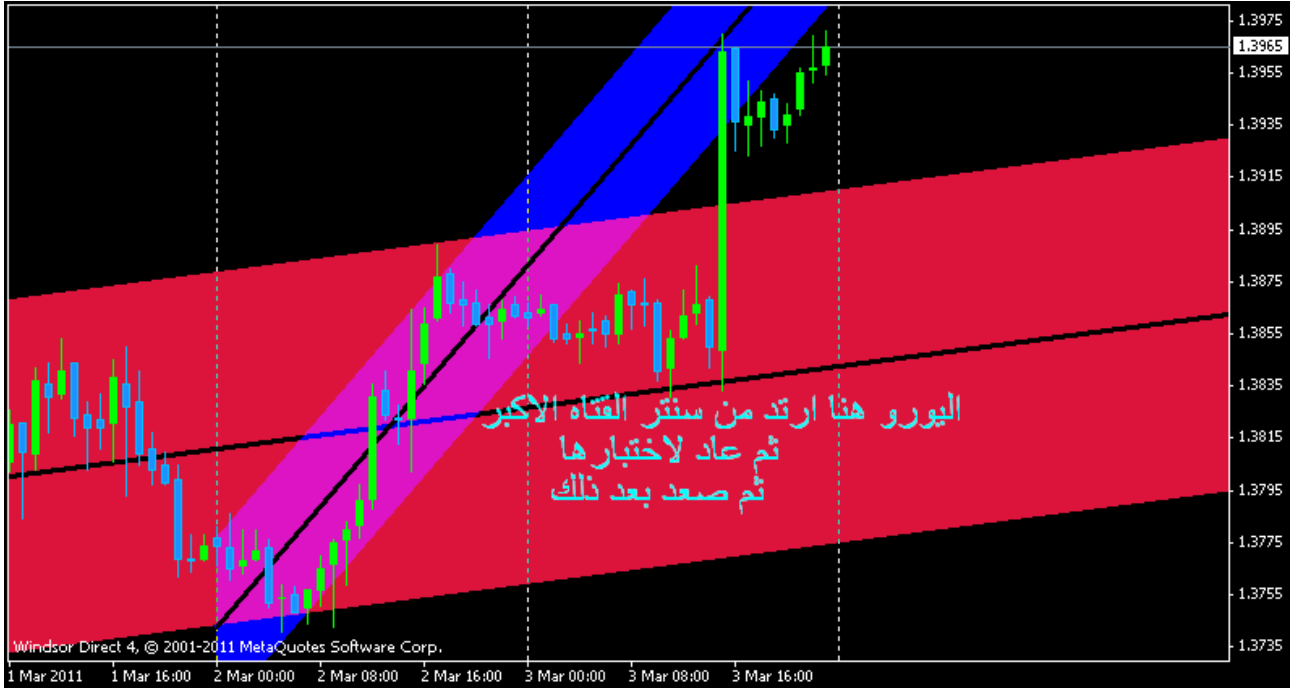 1.3975
1.3965
1.3955
1.3935
1.3915
1.3895
1.3875
1.3855
1.3835
1.3815
1.3795
1.3775
1.3755
1.3735
اليورو هنا ارتد من سنتر القناه الاكبر
ثم عاد لاختبارها
ثم صعد بعد ذلك
Windsor Direct 4, © 2001-2011 MetaQuotes Software Corp.
1 Mar 2011 1 Mar 16:00 2 Mar 00:00 2 Mar 08:00 2 Mar 16:00 3 Mar 00:00 3 Mar 08:00 3 Mar 16:00